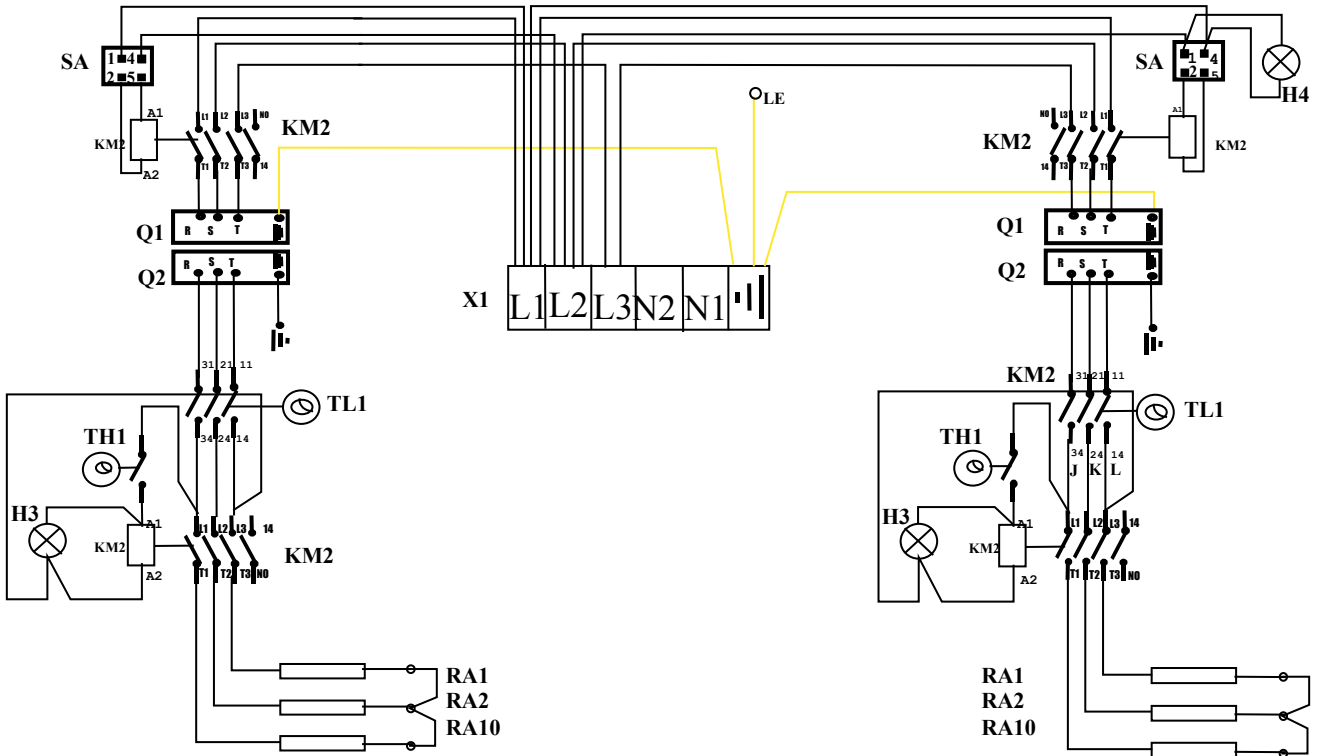 SA
1 4
2 5
A1
KM2
A2
L1 L2 L3 NO
KM2
T1 T2 T3 14
Q1
R S T
Q2
R S T
LE
X1
L1 L2 L3 N2 N1
SA
1 4
2 5
H4
A1
KM2
NO L3 L2 L1
KM2
14 T3 T2 T1
Q1
R S T
Q2
R S T
31 21 11
TL1
34 24 14
TH1
H3
A1
KM2
A2
L1 L2 L3 14
KM2
T1 T2 T3 NO
RA1
RA2
RA10
KM2
31 21 11
TL1
34 24 14
J K L
TH1
H3
A1
KM2
A2
L1 L2 L3 14
T1 T2 T3 NO
RA1
RA2
RA10